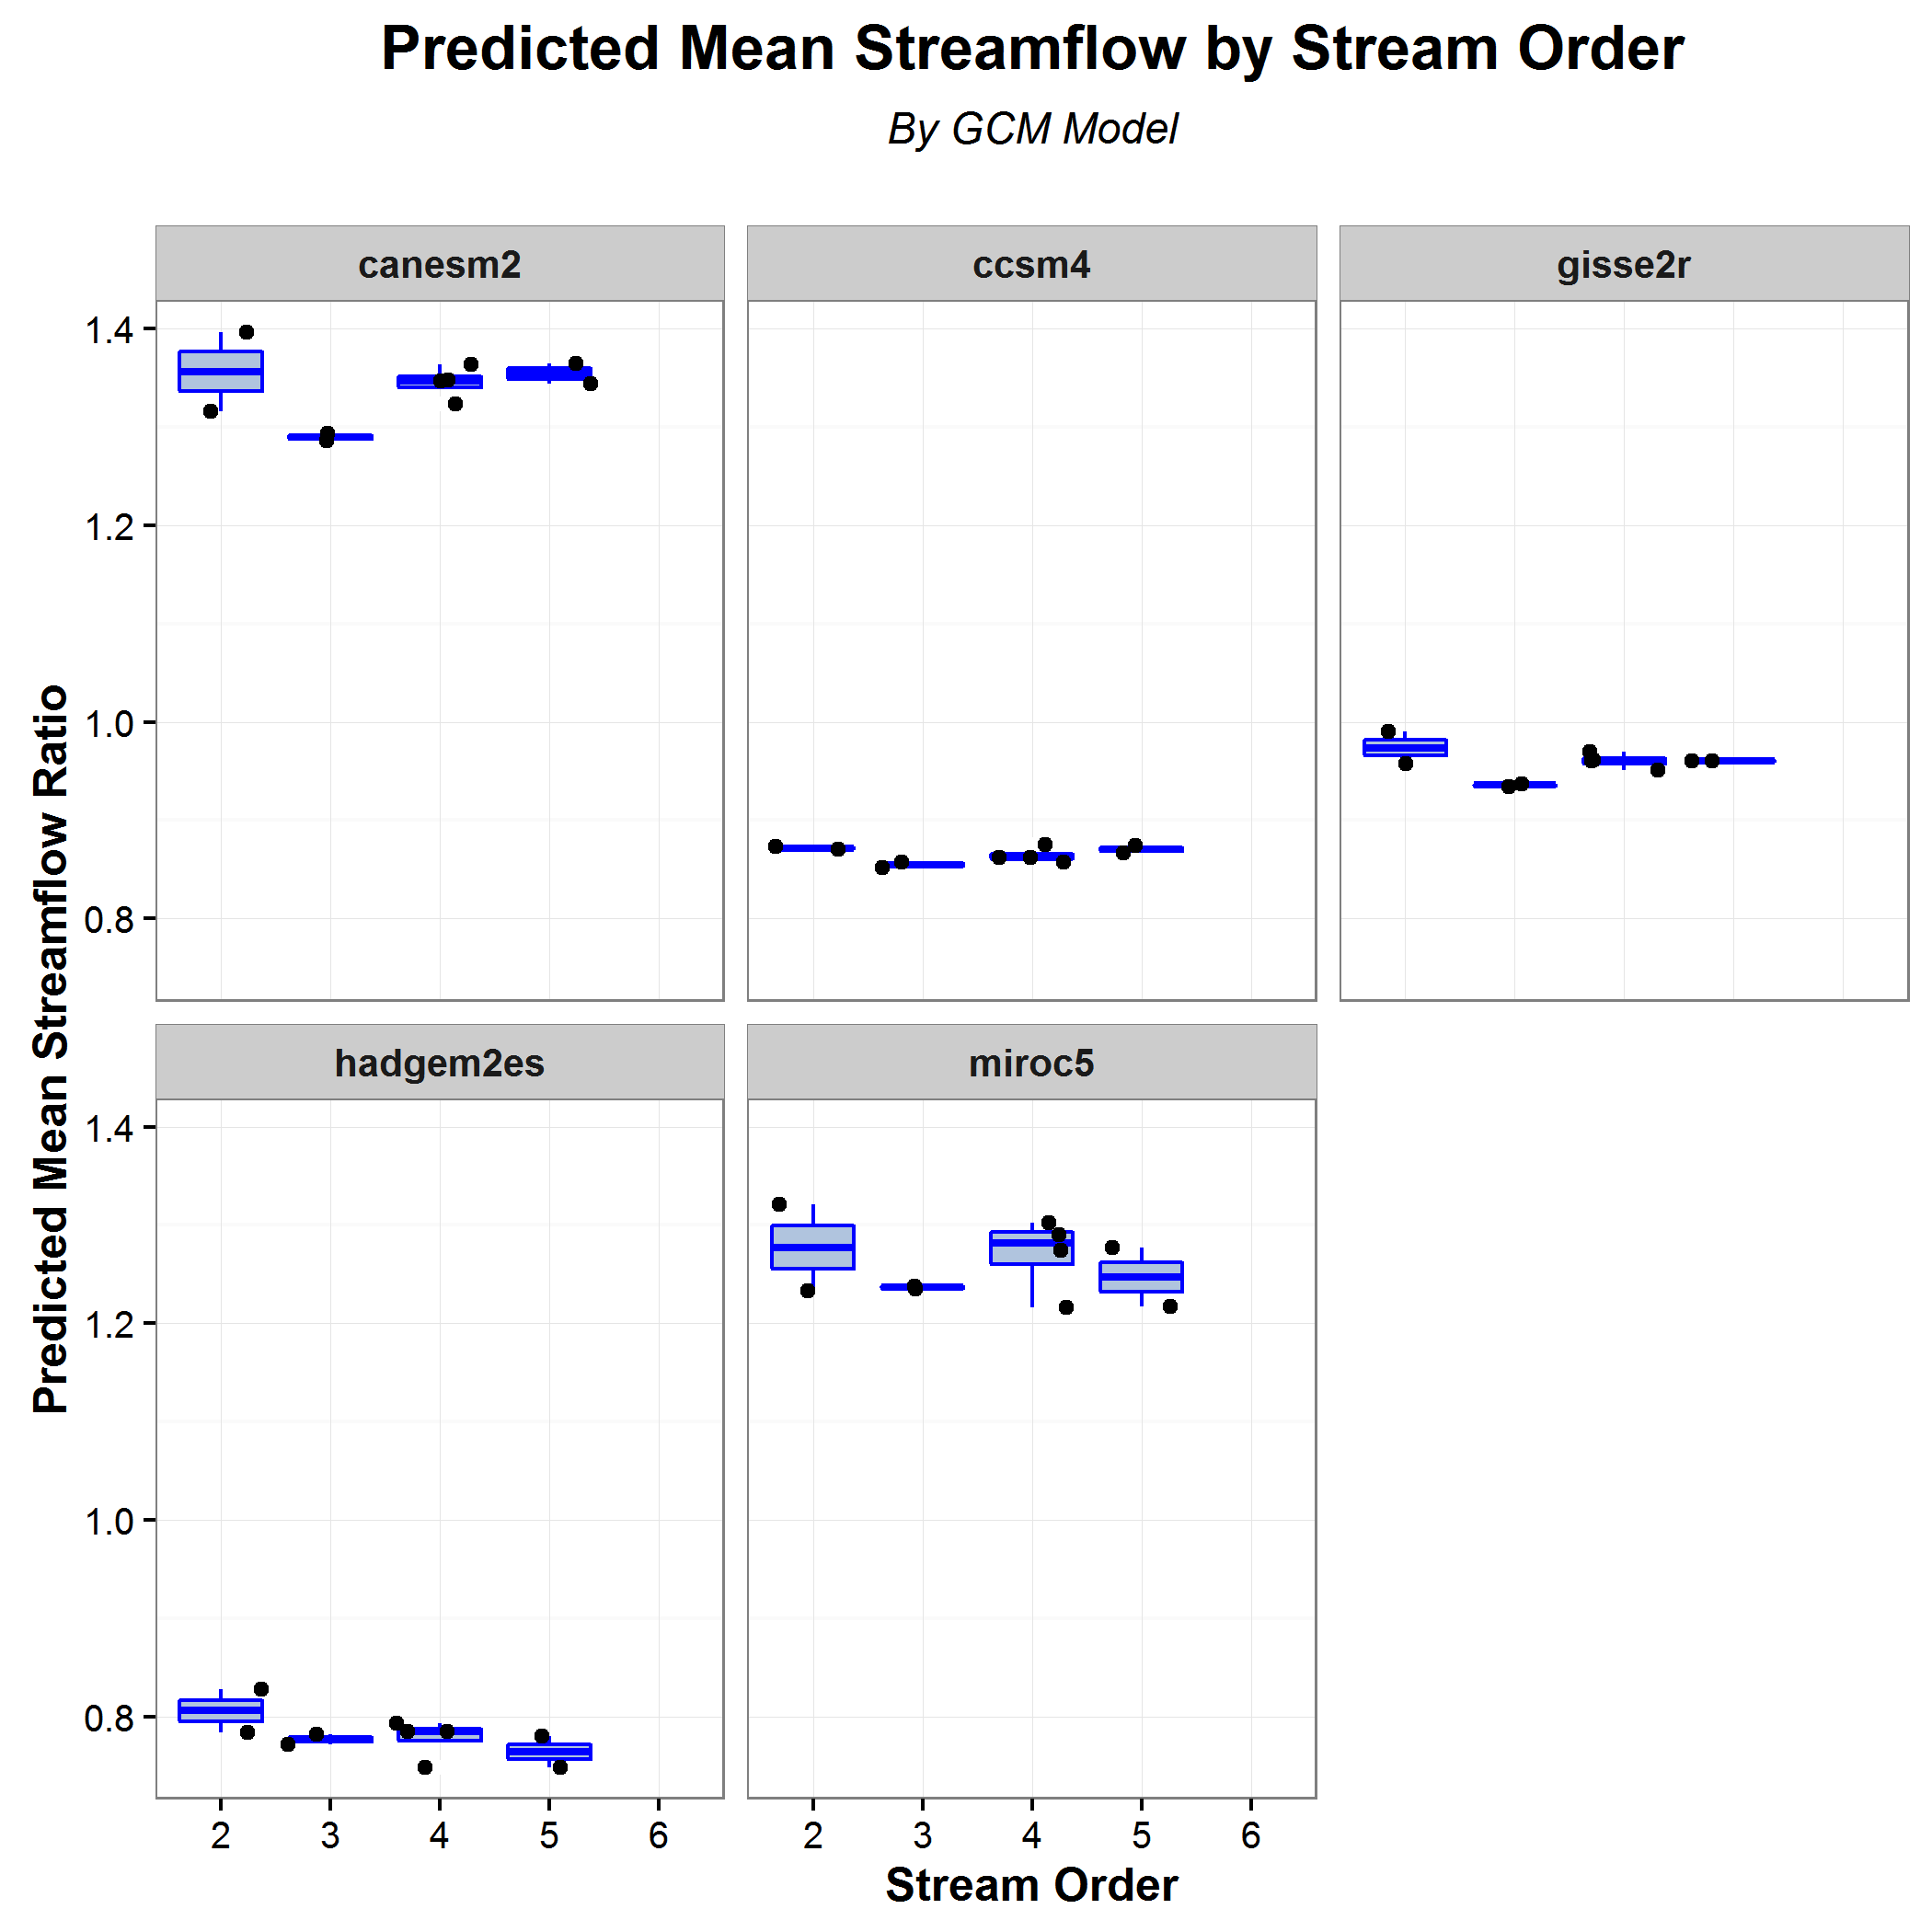 Predicted Mean Streamflow by Stream Order
By GCM Model
canesm2
ccsm4
gisse2r
1.4
1.2
1.0
0.8
Predicted Mean Streamflow Ratio
hadgem2es
miroc5
1.4
1.2
1.0
0.8
2 3 4 5 6
2 3 4 5 6
Stream Order